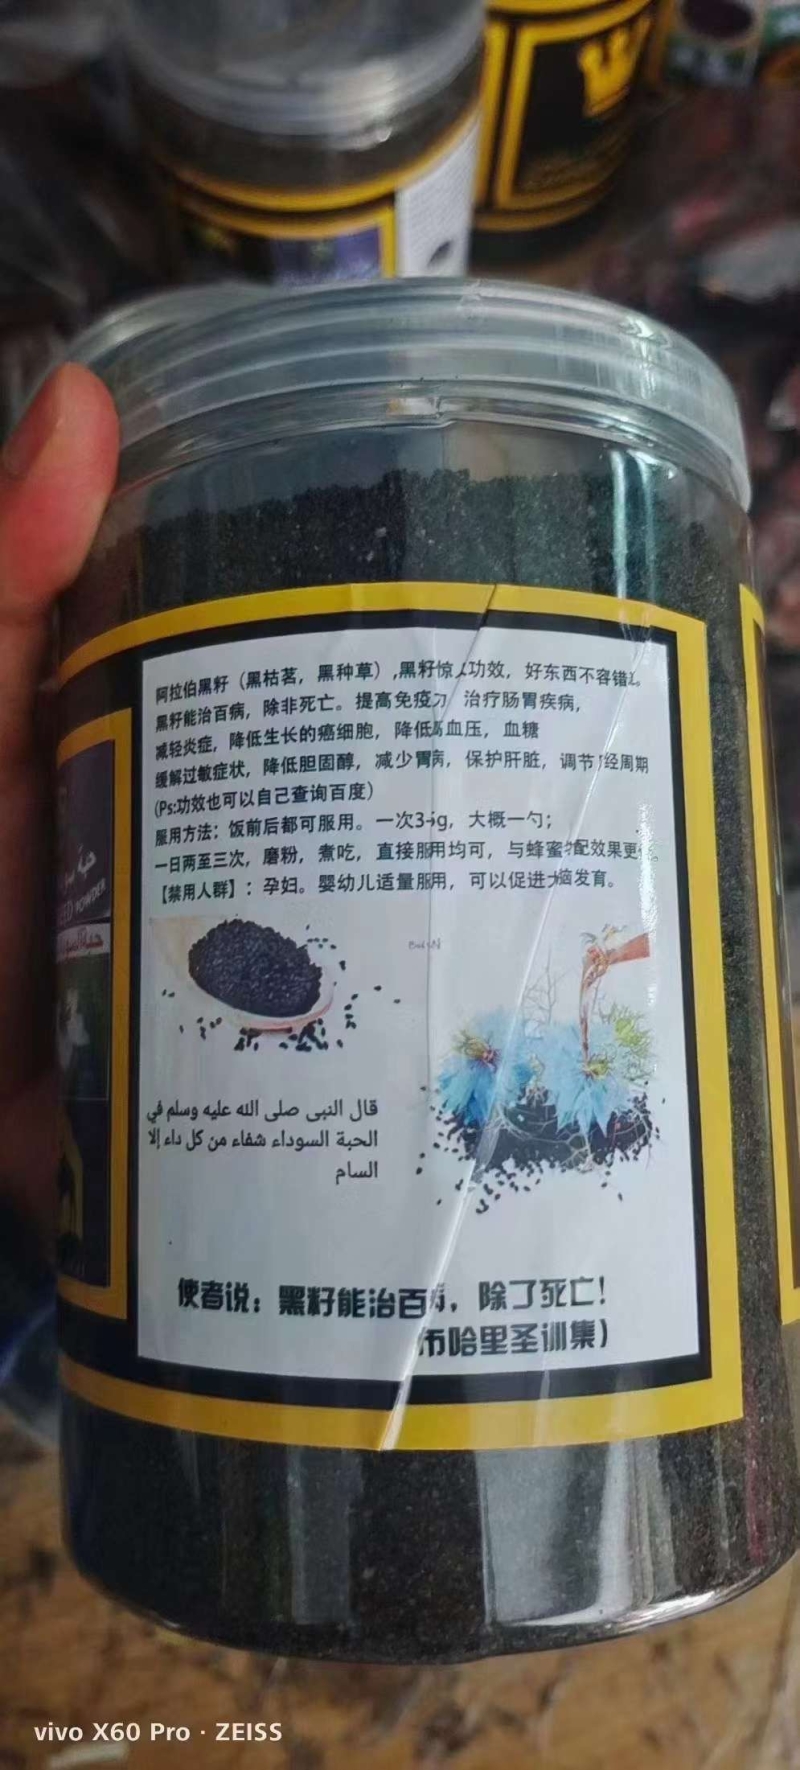 阿拉伯黑籽（黑枯茗，黑种草）,黑籽惊人功效，好东西不容错
黑籽能治百病，除非死亡。提高免疫力 治疗肠胃疾病，
减轻炎症，降低生长的癌细胞，降低高血压，血糖
缓解过敏症状，降低胆固醇，减少胃病，保护肝脏，调节 经周期
(Ps:功效也可以自己查询百度）
服用方法：饭前后都可服用。一次3-5g，大概一勺；
一日两至三次，磨粉，煮吃，直接服用均可，与蜂蜜 配效果更
【禁用人群】：孕妇。婴幼儿适量服用，可以促进大脑发育。
حبة
SEED POWDER
قال النبى صلى الله عليه وسلم في
الحبة السوداء شفاء من كل داء إلا
السام
使者说：黑籽能治百病，除了死亡！
布哈里圣训集）
vivo X60 Pro · ZEISS